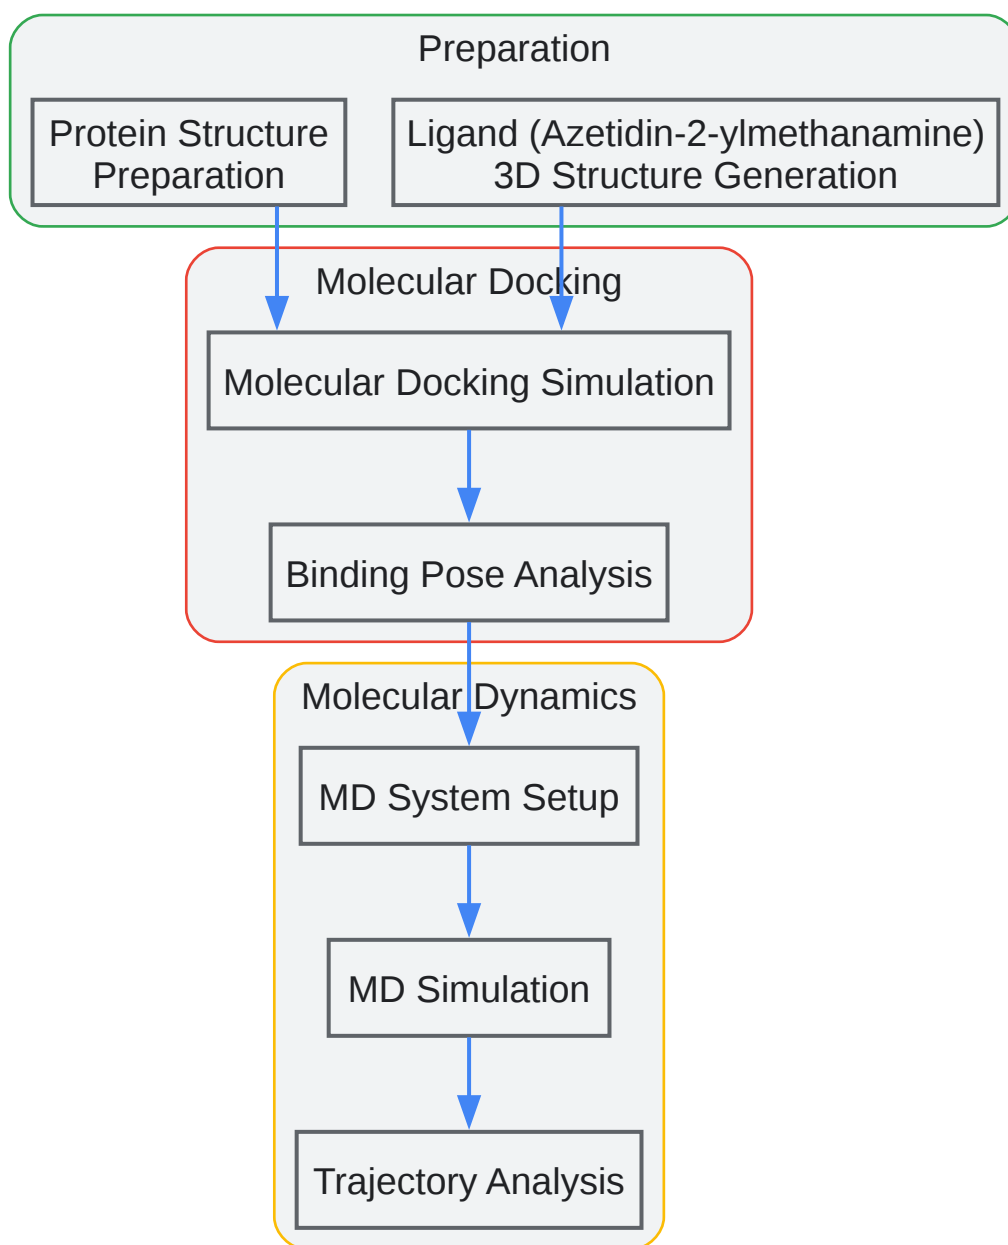 Preparation
Protein Structure
Preparation
Ligand (Azetidin-2-ylmethanamine)
3D Structure Generation
Molecular Docking
Molecular Docking Simulation
Binding Pose Analysis
Molecular Dynamics
MD System Setup
MD Simulation
Trajectory Analysis